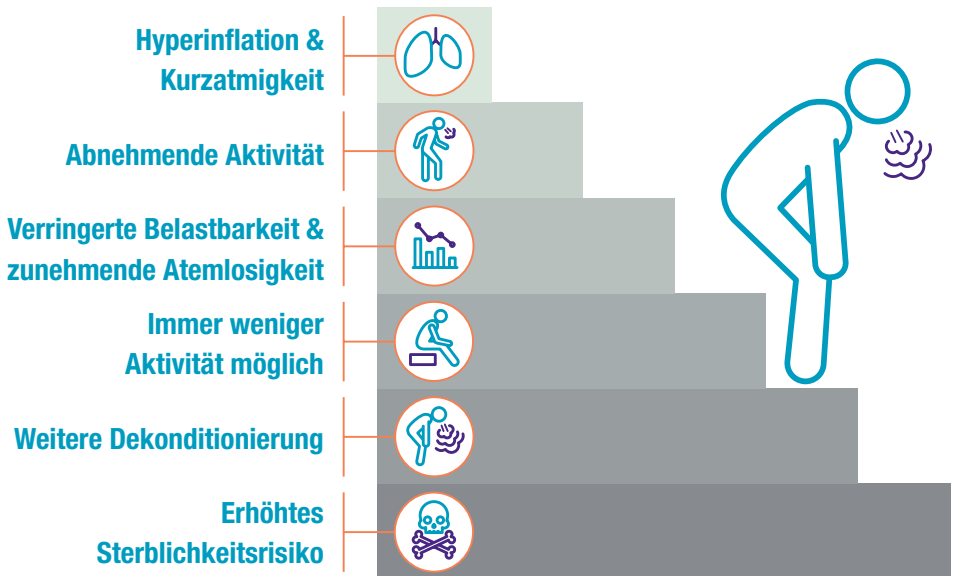 Hyperinflation &
Kurzatmigkeit
Abnehmende Aktivität
Verringerte Belastbarkeit &
zunehmende Atemlosigkeit
Immer weniger
Aktivität möglich
Weitere Dekonditionierung
Erhöhtes
Sterblichkeitsrisiko